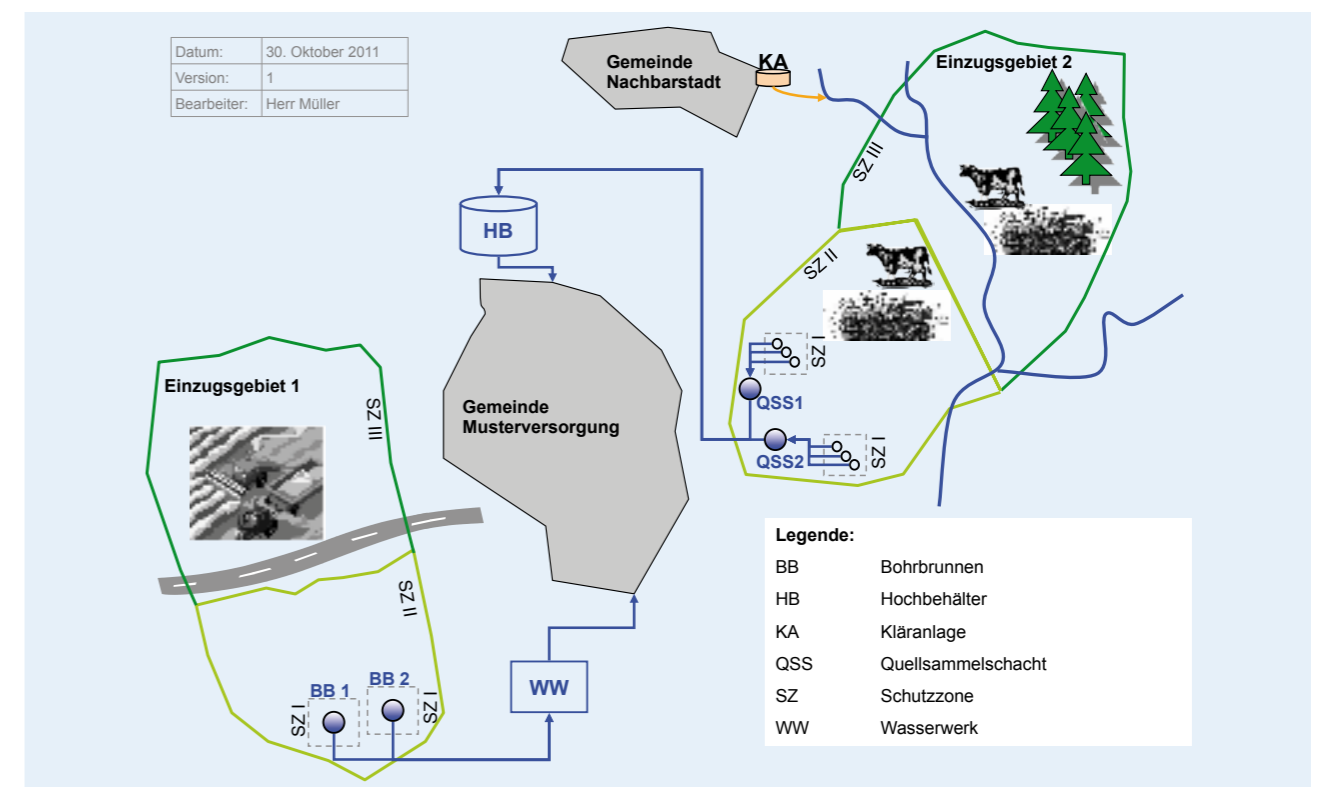 Datum: 30. Oktober 2011
Version: 1
Bearbeiter: Herr Müller
Gemeinde
Nachbarstadt
KA
Einzugsgebiet 2
SZ III
HB
SZ II
SZ I
QSS1
QSS2
SZ I
Einzugsgebiet 1
SZ III
Gemeinde
Musterversorgung
SZ II
BB 1
BB 2
SZ I
SZ I
WW
Legende:
BB Bohrbrunnen
HB Hochbehälter
KA Kläranlage
QSS Quellsammelschacht
SZ Schutzzone
WW Wasserwerk